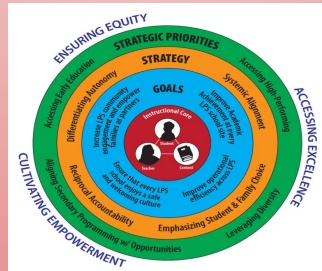 ENSURING EQUITY
ACCESSING EXCELLENCE
CULTIVATING EMPOWERMENT
STRATEGIC PRIORITIES
Accessing Early Education
Accessing High Performing
Aligning Secondary Programming w/ Opportunities
Leveraging Diversity
STRATEGY
Differentiating Autonomy
Systemic Alignment
Reciprocal Accountability
Emphasizing Student & Family Choice
GOALS
Increase LPS community
engagement and empower
families in partners
Improve Academic
Achievement at every
LPS school site
Ensure that every LPS
school enjoys a safe
and welcoming culture
Improve operational
efficiency across LPS
Instructional Core
Student
Teacher
Content